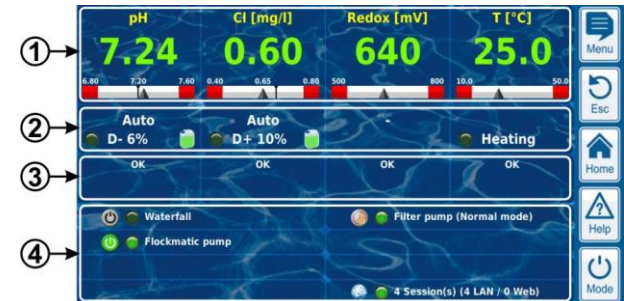 pH Cl [mg/l] Redox [mV] T [°C]
7.24 0.60 640 25.0
6.80 7.20 7.60 0.40 0.65 0.80 500 800 10.0 50.0
1
Auto Auto -
D- 6% D+ 10% Heating
2
OK OK OK OK
3
Waterfall Filter pump (Normal mode)
Flockmatic pump
4
4 Session(s) (4 LAN / 0 Web)
Menu
Esc
Home
Help
Mode